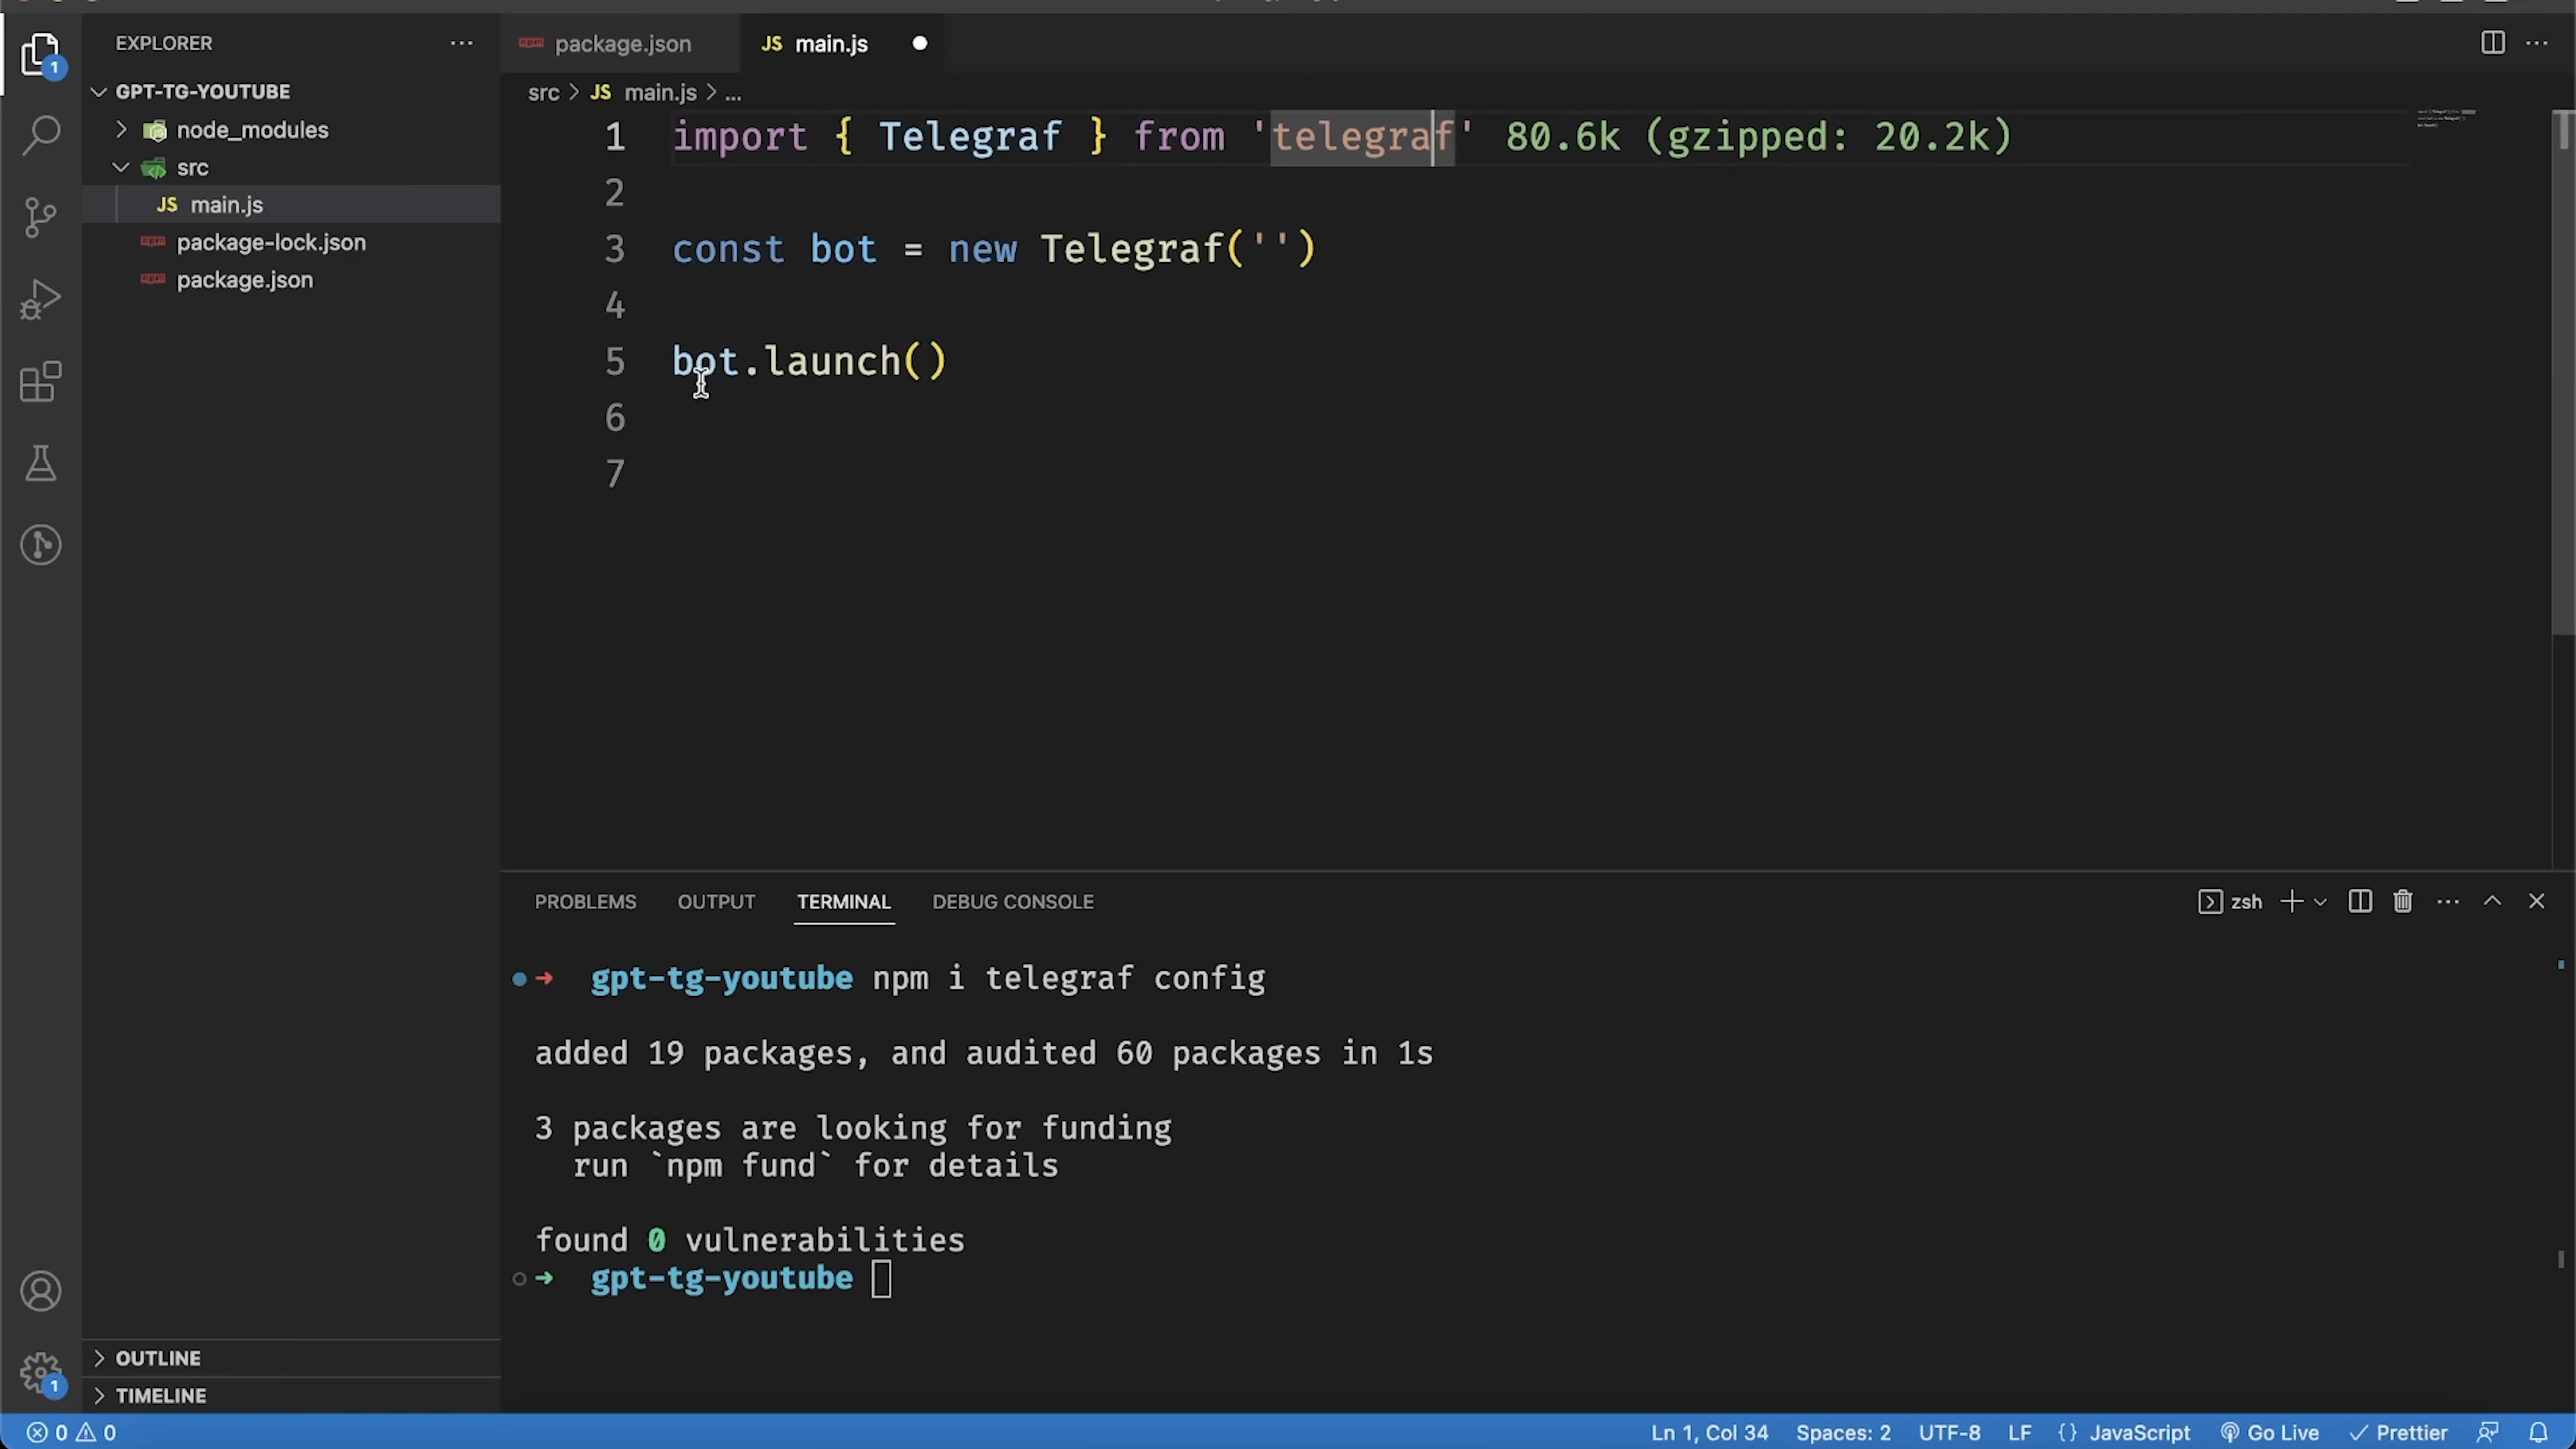 EXPLORER
GPT-TG-YOUTUBE
node_modules
src
JS main.js
package-lock.json
package.json
1
1
package.json
JS main.js
src > JS main.js > ...
1 import { Telegraf } from 'telegraf' 80.6k (gzipped: 20.2k)
2
3 const bot = new Telegraf('')
4
5 bot.launch()
6
7
PROBLEMS OUTPUT TERMINAL DEBUG CONSOLE zsh
gpt-tg-youtube npm i telegraf config
added 19 packages, and audited 60 packages in 1s
3 packages are looking for funding
run `npm fund` for details
found 0 vulnerabilities
gpt-tg-youtube
OUTLINE
TIMELINE
0 0 Ln 1, Col 34 Spaces: 2 UTF-8 LF {} JavaScript Go Live Prettier